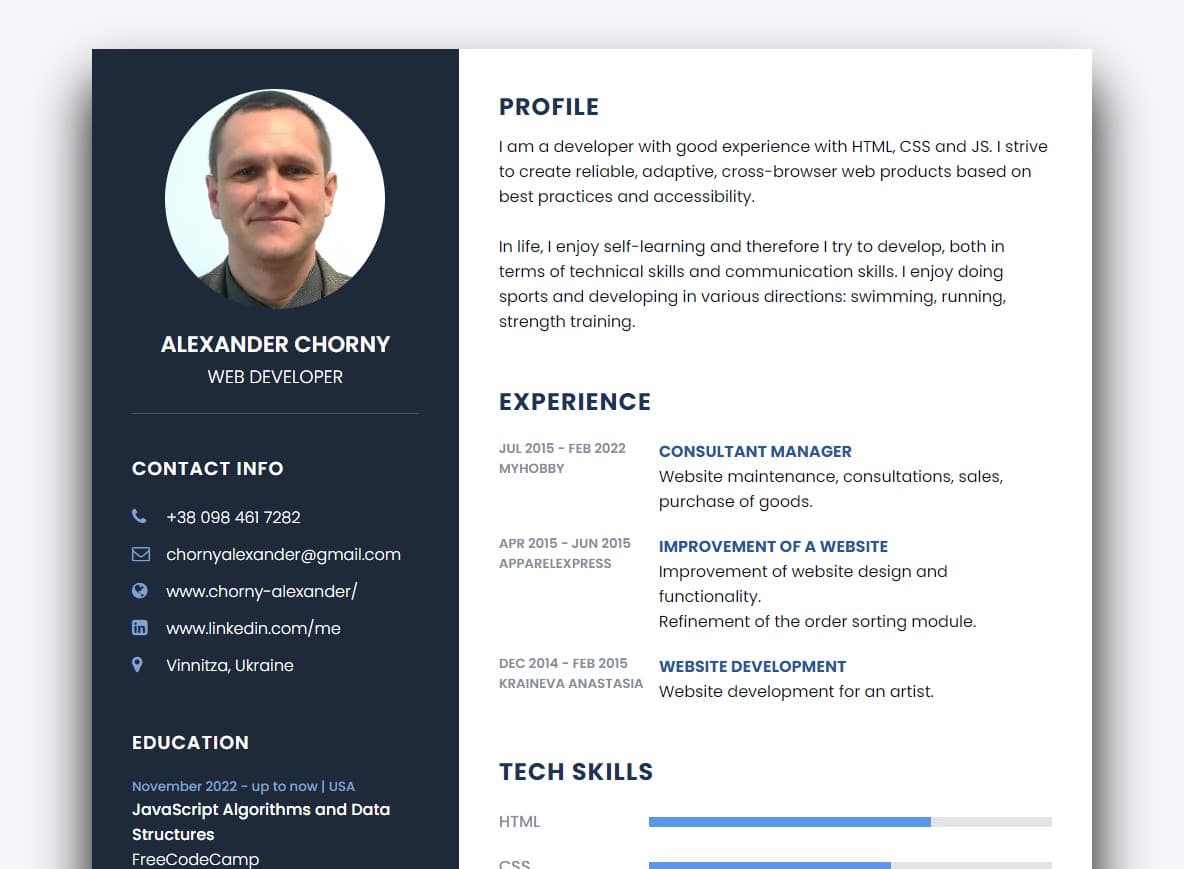 ALEXANDER CHORNY
WEB DEVELOPER
CONTACT INFO
+38 098 461 7282
chornyalexander@gmail.com
www.chorny-alexander/
www.linkedin.com/me
Vinnitza, Ukraine
EDUCATION
November 2022 - up to now | USA
JavaScript Algorithms and Data
Structures
FreeCodeCamp
PROFILE
I am a developer with good experience with HTML, CSS and JS. I strive
to create reliable, adaptive, cross-browser web products based on
best practices and accessibility.
In life, I enjoy self-learning and therefore I try to develop, both in
terms of technical skills and communication skills. I enjoy doing
sports and developing in various directions: swimming, running,
strength training.
EXPERIENCE
JUL 2015 - FEB 2022
MYHOBBY
CONSULTANT MANAGER
Website maintenance, consultations, sales,
purchase of goods.
APR 2015 - JUN 2015
APPARELEXPRESS
IMPROVEMENT OF A WEBSITE
Improvement of website design and
functionality.
Refinement of the order sorting module.
DEC 2014 - FEB 2015
KRAINEVA ANASTASIA
WEBSITE DEVELOPMENT
Website development for an artist.
TECH SKILLS
HTML
CSS